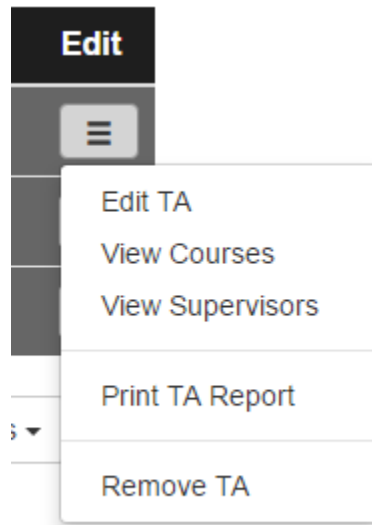 Edit
Edit TA
View Courses
View Supervisors
Print TA Report
s
Remove TA